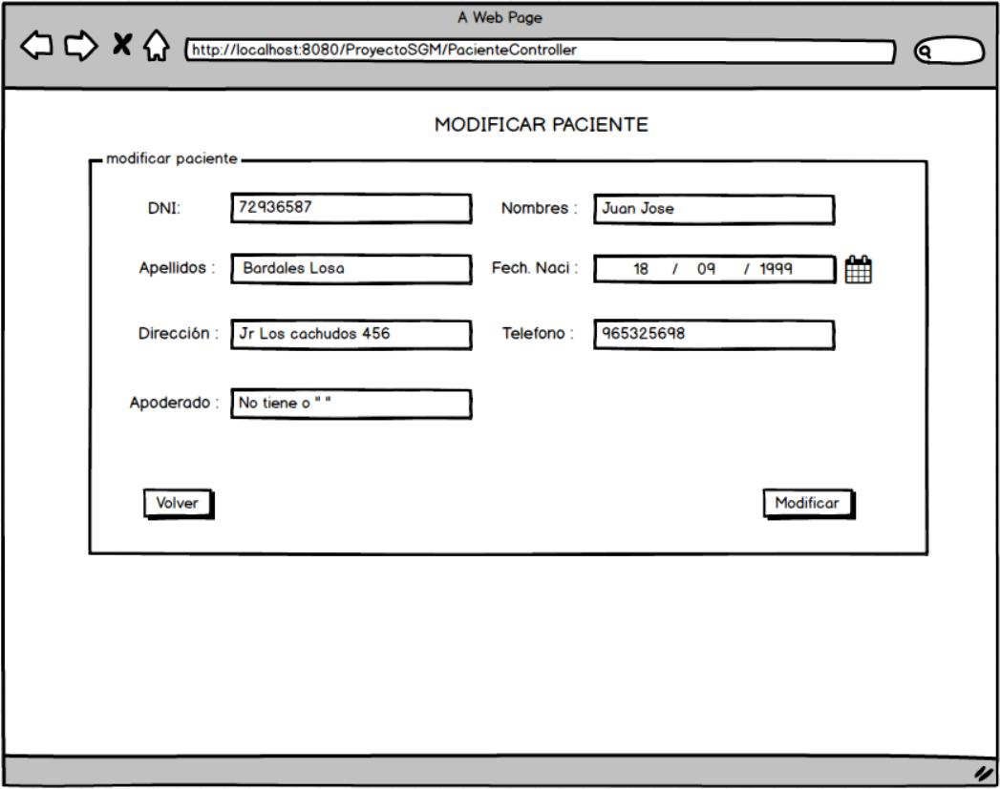 A Web Page
http://localhost:8080/ProyectoSGM/PacienteController
MODIFICAR PACIENTE
modificar paciente
DNI: 72936587 Nombres : Juan Jose
Apellidos : Bardales Losa Fech. Naci : 18 / 09 / 1999
Dirección : Jr Los cachudos 456 Telefono : 965325698
Apoderado : No tiene o " "
Volver Modificar